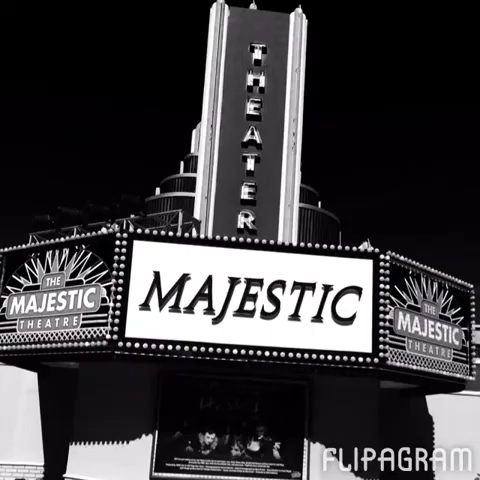 THEATER
MAJESTIC
THE
MAJESTIC
THEATRE
THE
MAJESTIC
THEATRE
FLIPAGRAM